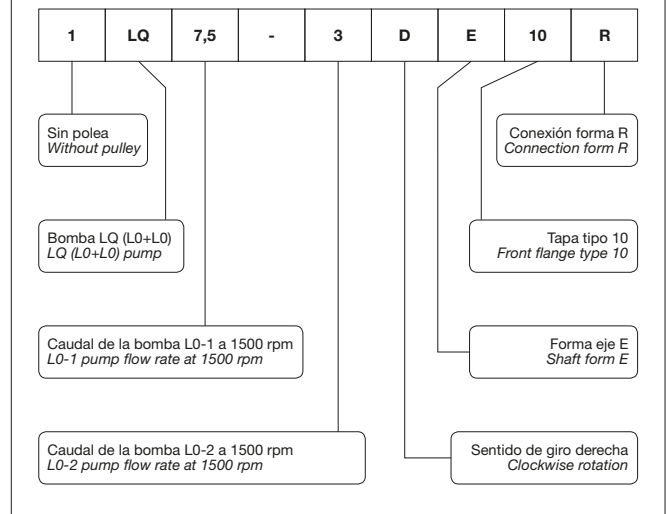 1 LQ 7,5 - 3 D E 10 R
Sin polea
Without pulley
Conexión forma R
Connection form R
Bomba LQ (L0+L0)
LQ (L0+L0) pump
Tapa tipo 10
Front flange type 10
Caudal de la bomba L0-1 a 1500 rpm
L0-1 pump flow rate at 1500 rpm
Forma eje E
Shaft form E
Caudal de la bomba L0-2 a 1500 rpm
L0-2 pump flow rate at 1500 rpm
Sentido de giro derecha
Clockwise rotation